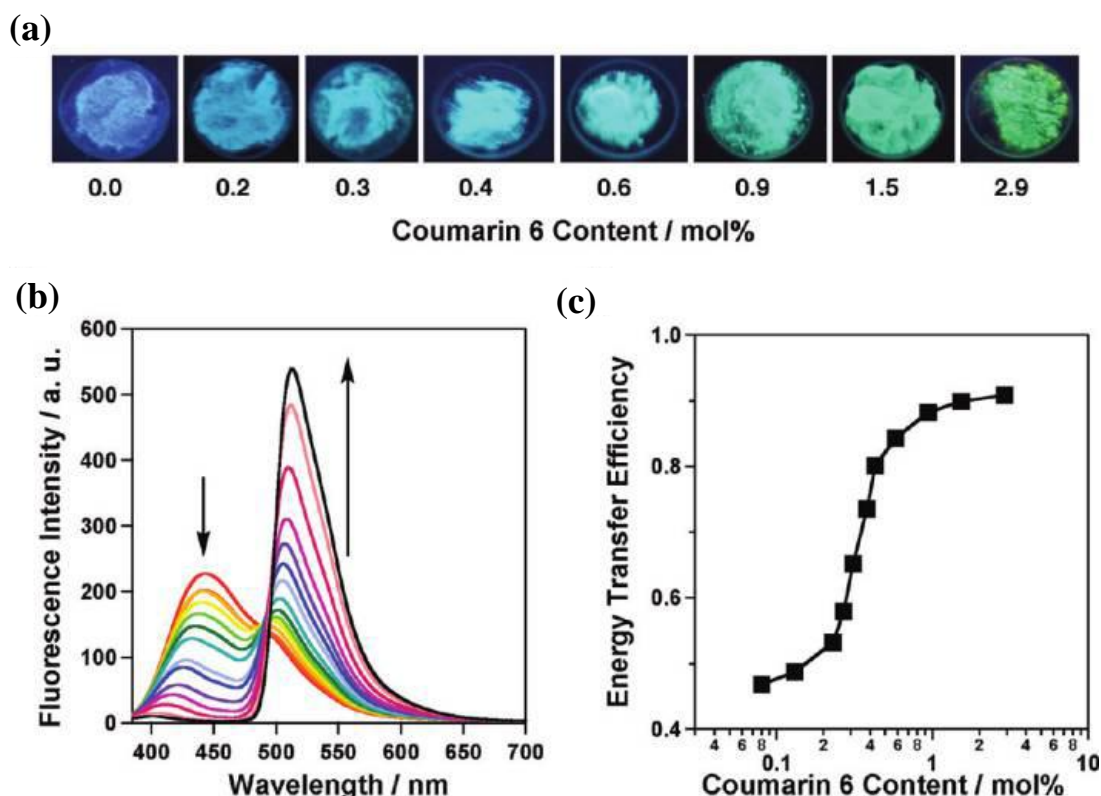 (a)
0.0 0.2 0.3 0.4 0.6 0.9 1.5 2.9
Coumarin 6 Content / mol%
(b)
Fluorescence Intensity / a. u.
600
500
400
300
200
100
0
400 450 500 550 600 650 700
Wavelength / nm
(c)
Energy Transfer Efficiency
1.0
0.8
0.6
0.4
4 6 8 0.1 2 4 6 8 1 2 4 6 8 10
Coumarin 6 Content / mol%